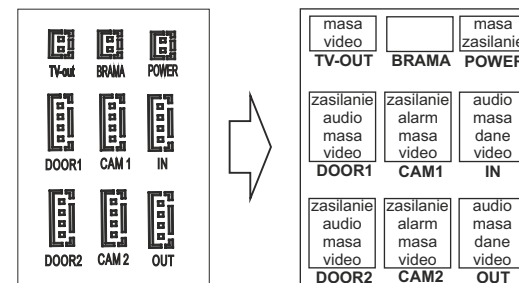 TV-out BRAMA POWER
DOOR1 CAM 1 IN
DOOR2 CAM 2 OUT
masa
video
TV-OUT
BRAMA
masa
zasilanie
POWER
zasilanie
audio
masa
video
DOOR1
zasilanie
alarm
masa
video
CAM1
audio
masa
dane
video
IN
zasilanie
audio
masa
video
DOOR2
zasilanie
alarm
masa
video
CAM2
audio
masa
dane
video
OUT